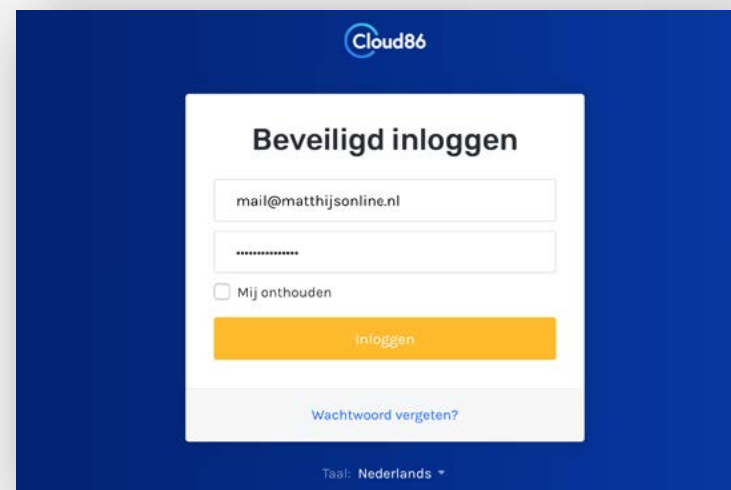 Cloud86
Beveiligd inloggen
mail@matthijsonline.nl
•••••••••••••••
Mij onthouden
Inloggen
Wachtwoord vergeten?
Taal: Nederlands